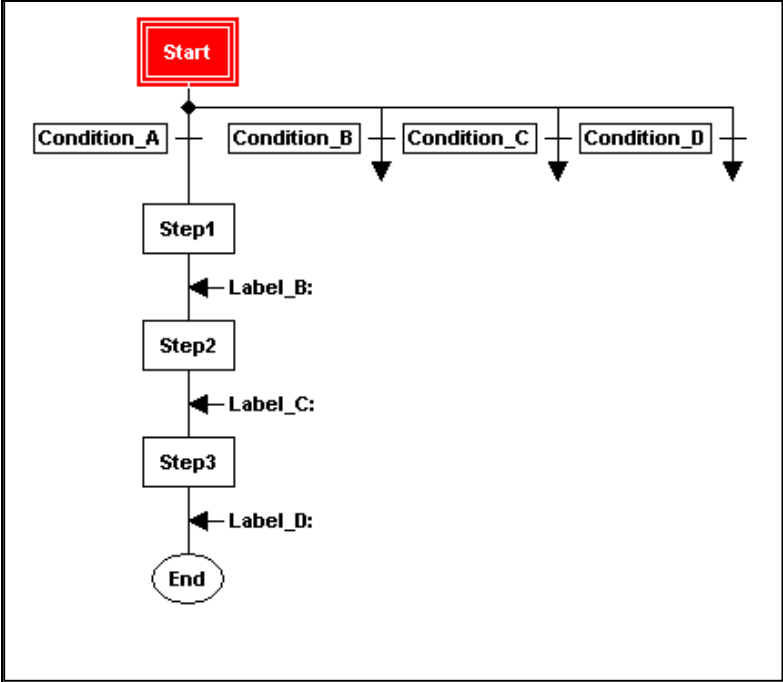 Start
Condition_A Condition_B Condition_C Condition_D
Step1
Label_B:
Step2
Label_C:
Step3
Label_D:
End